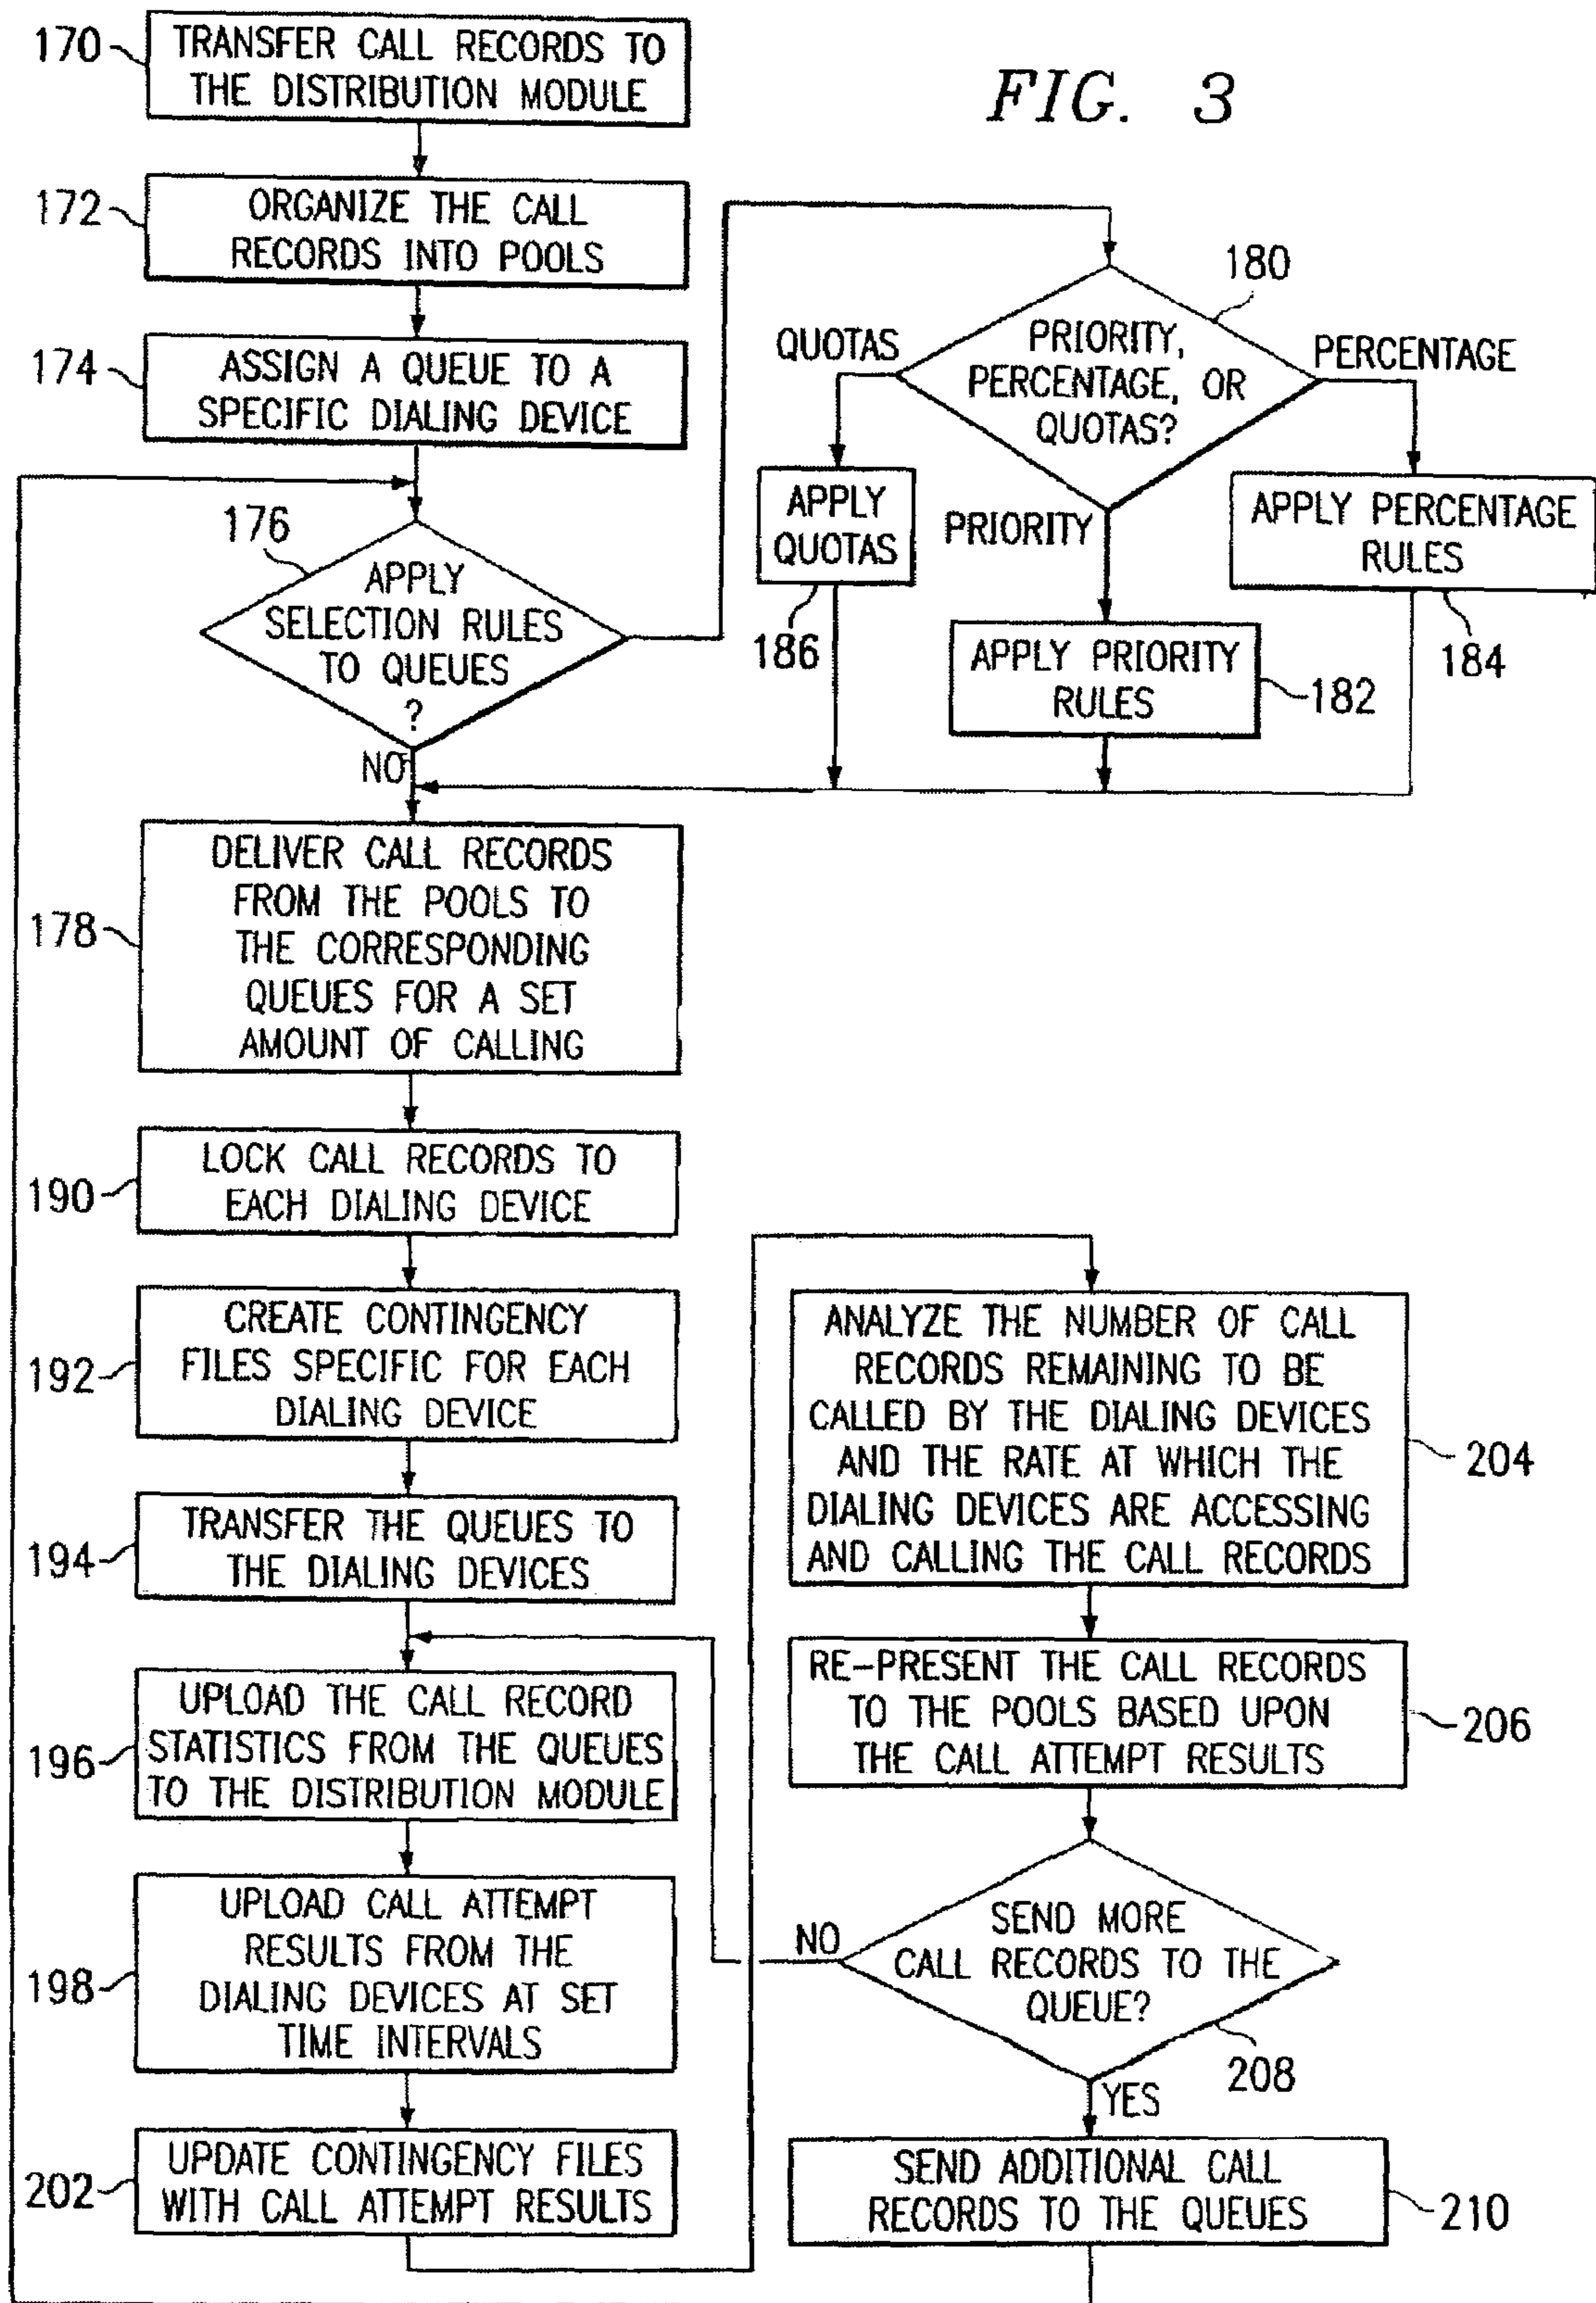 FIG. 3
170
TRANSFER CALL RECORDS TO
THE DISTRIBUTION MODULE
172
ORGANIZE THE CALL
RECORDS INTO POOLS
174
ASSIGN A QUEUE TO A
SPECIFIC DIALING DEVICE
176
APPLY
SELECTION RULES
TO QUEUES
?
NO
180
PRIORITY,
PERCENTAGE, OR
QUOTAS?
QUOTAS
PERCENTAGE
PRIORITY
APPLY
QUOTAS
186
APPLY PRIORITY
RULES
182
APPLY PERCENTAGE
RULES
184
178
DELIVER CALL RECORDS
FROM THE POOLS TO
THE CORRESPONDING
QUEUES FOR A SET
AMOUNT OF CALLING
190
LOCK CALL RECORDS TO
EACH DIALING DEVICE
192
CREATE CONTINGENCY
FILES SPECIFIC FOR EACH
DIALING DEVICE
194
TRANSFER THE QUEUES TO
THE DIALING DEVICES
196
UPLOAD THE CALL RECORD
STATISTICS FROM THE QUEUES
TO THE DISTRIBUTION MODULE
198
UPLOAD CALL ATTEMPT
RESULTS FROM THE
DIALING DEVICES AT SET
TIME INTERVALS
202
UPDATE CONTINGENCY FILES
WITH CALL ATTEMPT RESULTS
ANALYZE THE NUMBER OF CALL
RECORDS REMAINING TO BE
CALLED BY THE DIALING DEVICES
AND THE RATE AT WHICH THE
DIALING DEVICES ARE ACCESSING
AND CALLING THE CALL RECORDS
204
RE-PRESENT THE CALL RECORDS
TO THE POOLS BASED UPON
THE CALL ATTEMPT RESULTS
206
SEND MORE
CALL RECORDS TO THE
QUEUE?
NO
208
YES
SEND ADDITIONAL CALL
RECORDS TO THE QUEUES
210